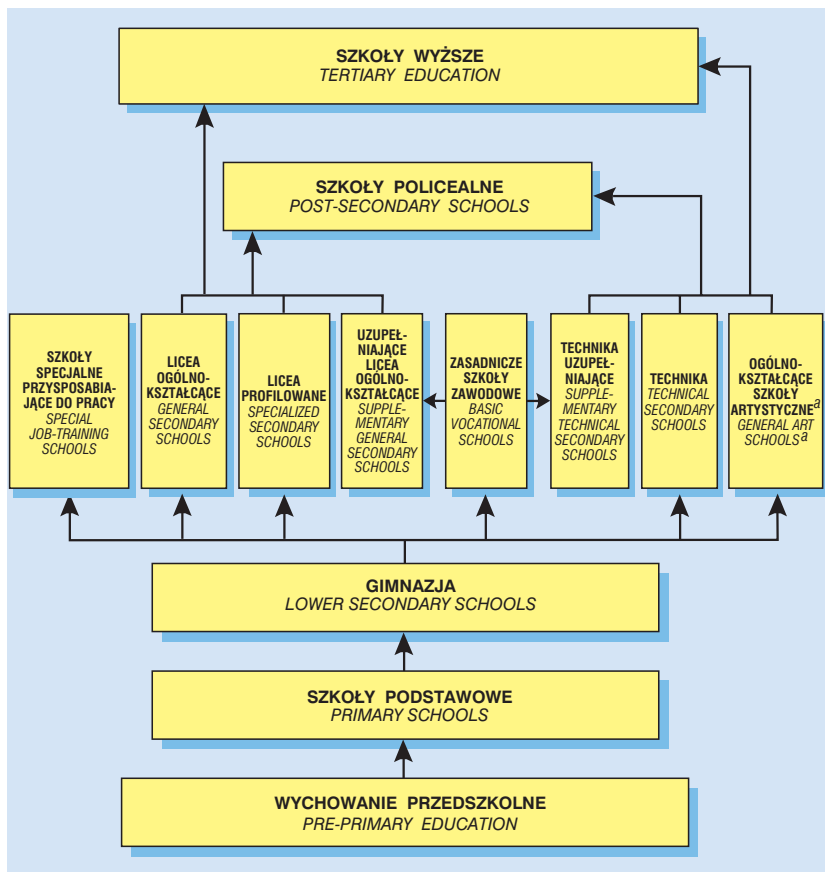 SZKOŁY WYŻSZE
TERTIARY EDUCATION
SZKOŁY POLICEALNE
POST-SECONDARY SCHOOLS
SZKOŁY
SPECJALNE
PRZYSPOSABIA-
JĄCE DO PRACY
SPECIAL
JOB-TRAINING
SCHOOLS
LICEA
OGÓLNO-
KSZTAŁCĄCE
GENERAL
SECONDARY
SCHOOLS
LICEA
PROFILOWANE
SPECIALIZED
SECONDARY
SCHOOLS
UZUPEŁ-
NIAJĄCE
LICEA
OGÓLNO-
KSZTAŁCĄCE
SUPPLE-
MENTARY
GENERAL
SECONDARY
SCHOOLS
ZASADNICZE
SZKOŁY
ZAWODOWE
BASIC
VOCATIONAL
SCHOOLS
TECHNIKA
UZUPEŁ-
NIAJĄCE
SUPPLE-
MENTARY
TECHNICAL
SECONDARY
SCHOOLS
TECHNIKA
TECHNICAL
SECONDARY
SCHOOLS
OGÓLNO-
KSZTAŁCĄCE
SZKOŁY
ARTYSTYCZNEa
GENERAL ART
SCHOOLSa
GIMNAZJA
LOWER SECONDARY SCHOOLS
SZKOŁY PODSTAWOWE
PRIMARY SCHOOLS
WYCHOWANIE PRZEDSZKOLNE
PRE-PRIMARY EDUCATION